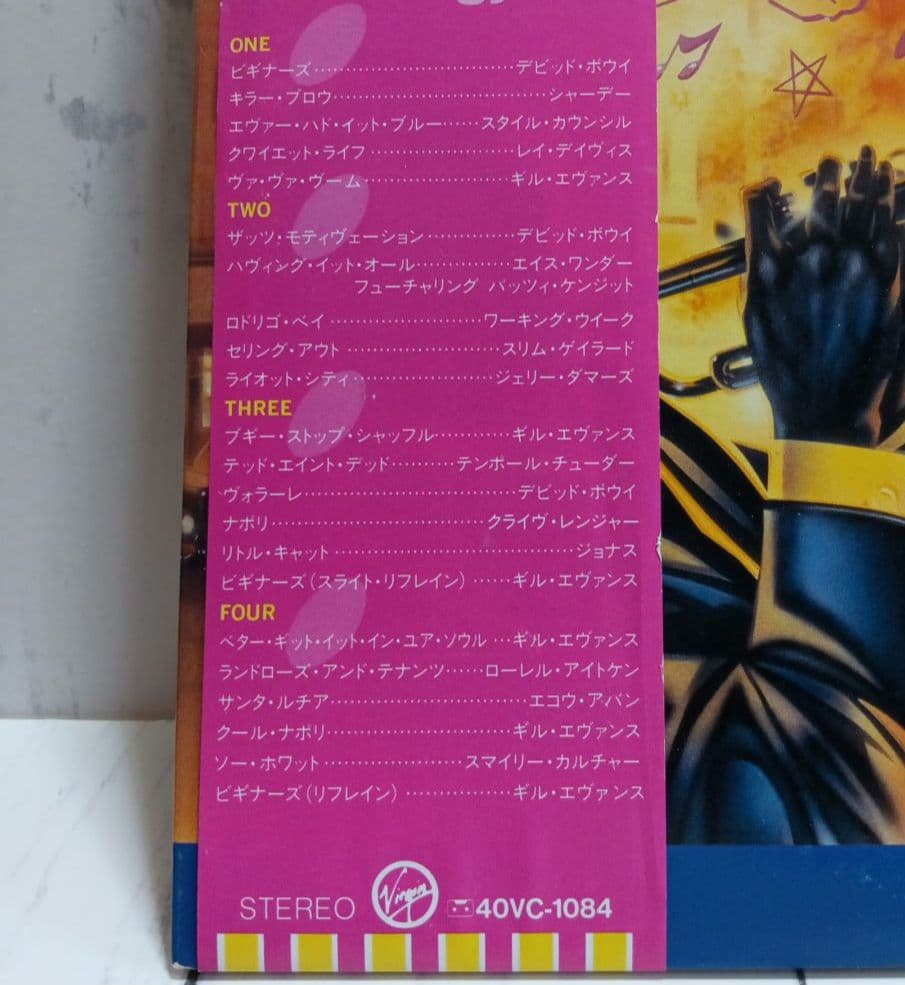 ONE
ビギナーズ……………………デビッド・ボウイ
キラー・ブロウ……………………シャーデー
エヴァー・ハド・イット・ブルー……スタイル・カウンシル
クワイエット・ライフ………………レイ・デイヴィス
ヴァ・ヴァ・ヴーム………………ギル・エヴァンス
TWO
ザッツ・モティヴェーション…………デビッド・ボウイ
ハヴィング・イット・オール…………エイス・ワンダー
フューチャリング バッツィ・ケンジット
ロドリゴ・ベイ………………ワーキング・ウイーク
セリング・アウト………………スリム・ゲイラード
ライオット・シティ………………ジェリー・ダマーズ
THREE
ブギー・ストップ・シャッフル…………ギル・エヴァンス
テッド・エイント・デッド………テンポール・チューダー
ヴォラーレ……………………デビッド・ボウイ
ナポリ……………………クライヴ・レンジャー
リトル・キャット………………………ジョナス
ビギナーズ(スライト・リフレイン)……ギル・エヴァンス
FOUR
ベター・ギット・イット・イン・ユア・ソウル…ギル・エヴァンス
ランドローズ・アンド・テナンツ……ローレル・アイトケン
サンタ・ルチア……………………エコウ・アバン
クール・ナポリ…………………ギル・エヴァンス
ソー・ホワット………………スマイリー・カルチャー
ビギナーズ(リフレイン)…………ギル・エヴァンス
STEREO Virgin 40VC-1084